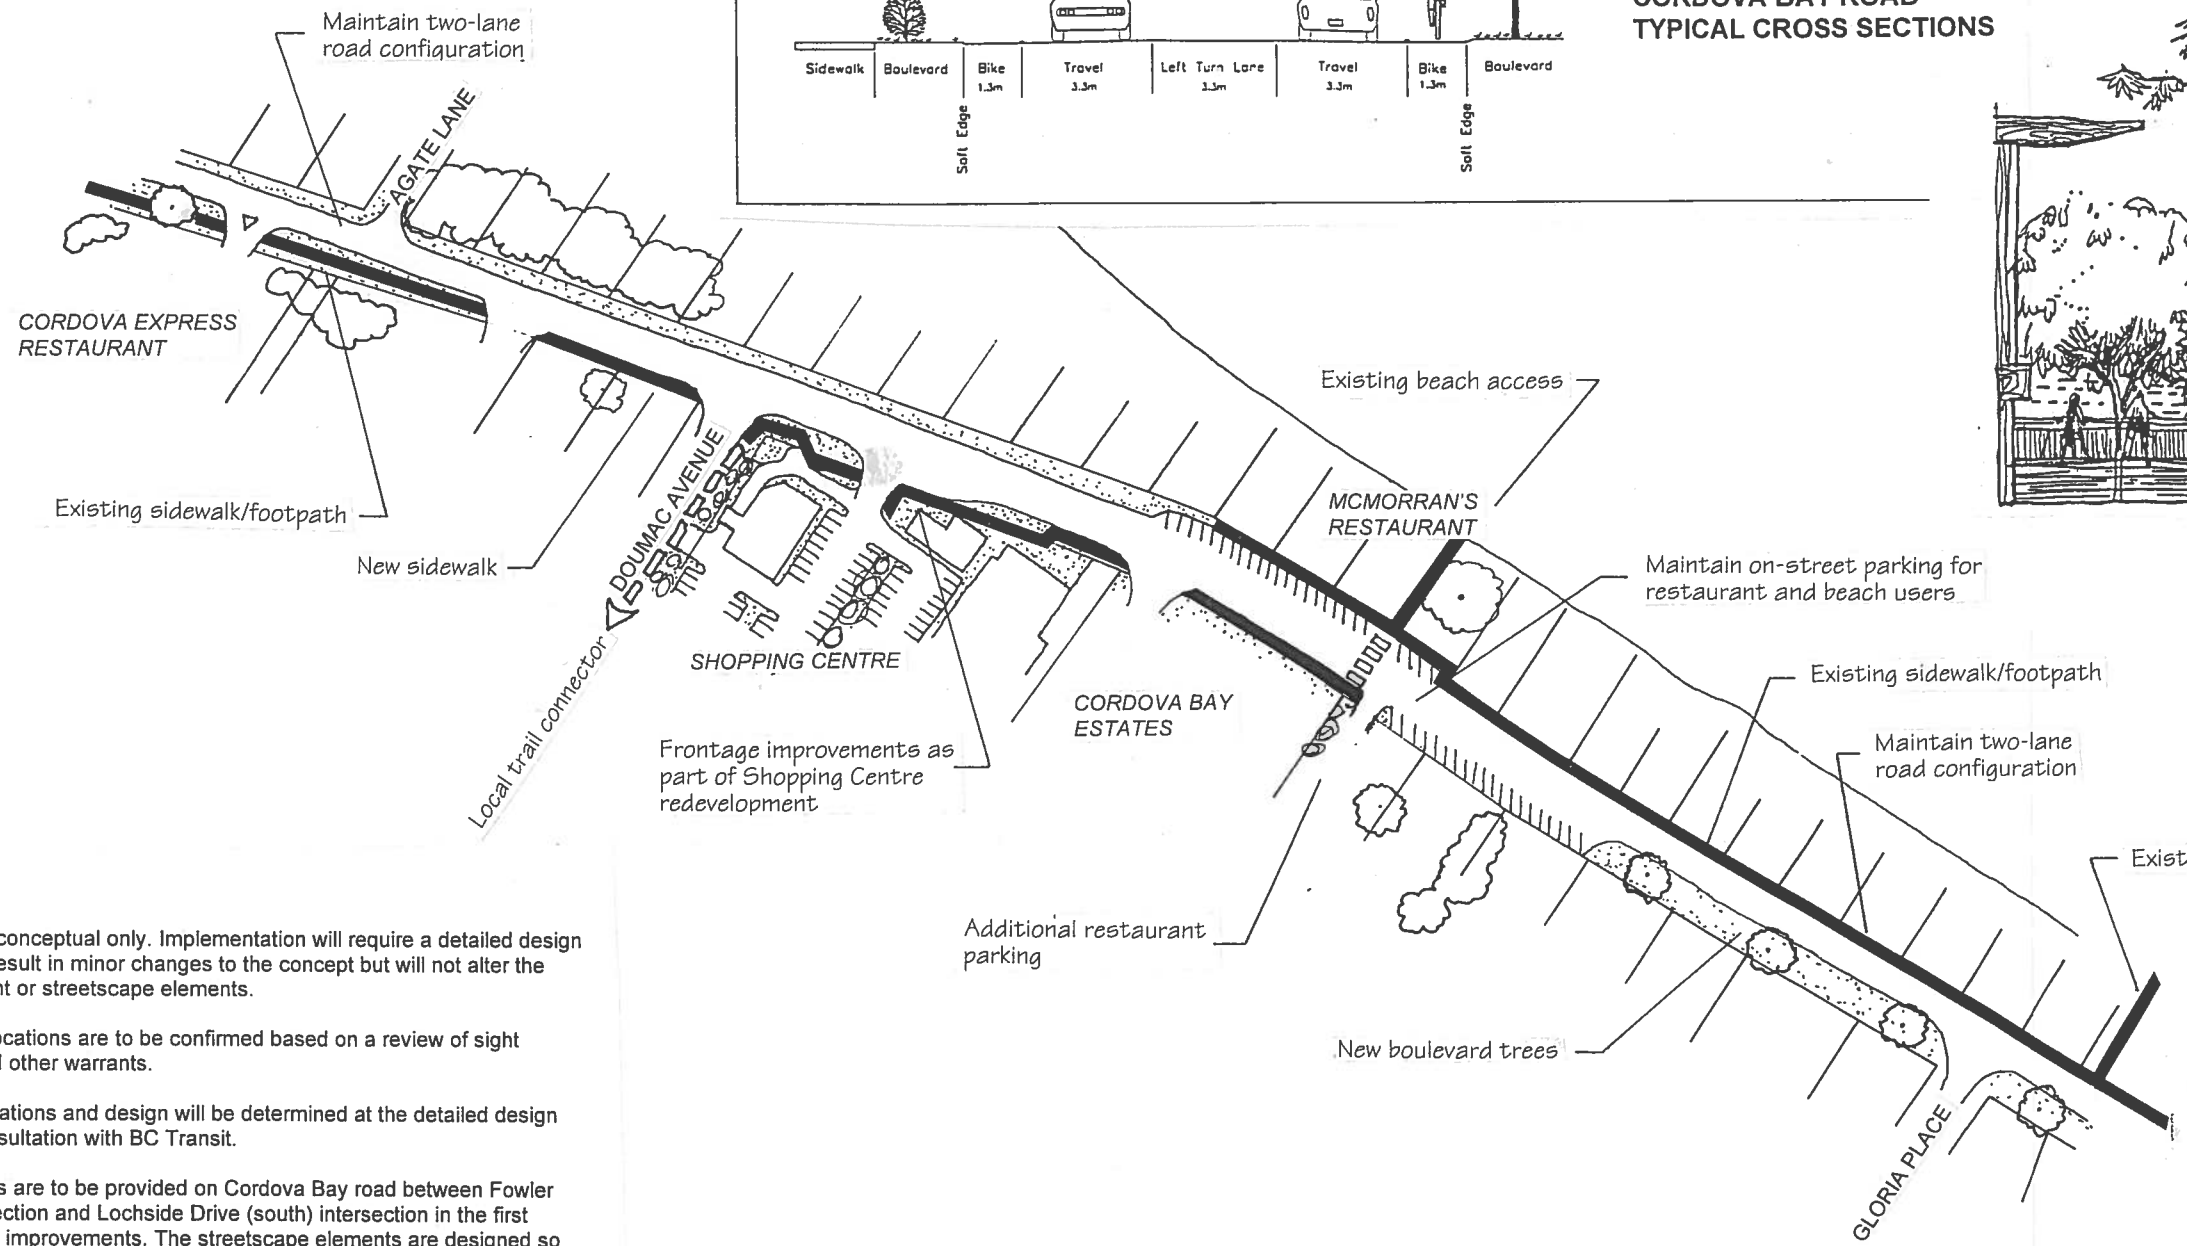 CORDOVA BAY ROAD
TYPICAL CROSS SECTIONS
Sidewalk
Boulevard
Bike
1.3m
Travel
3.3m
Left Turn Lane
3.3m
Travel
3.3m
Bike
1.3m
Boulevard
Soft Edge
Soft Edge
Maintain two-lane
road configuration
AGATE LANE
CORDOVA EXPRESS
RESTAURANT
Existing sidewalk/footpath
New sidewalk
DOUMAC AVENUE
Local trail connector
SHOPPING CENTRE
Frontage improvements as
part of Shopping Centre
redevelopment
CORDOVA BAY
ESTATES
Existing beach access
MCMORRAN'S
RESTAURANT
Maintain on-street parking for
restaurant and beach users
Existing sidewalk/footpath
Maintain two-lane
road configuration
Exist
Additional restaurant
parking
New boulevard trees
GLORIA PLACE
conceptual only. Implementation will require a detailed design
esult in minor changes to the concept but will not alter the
nt or streetscape elements.
ocations are to be confirmed based on a review of sight
other warrants.
ations and design will be determined at the detailed design
sultation with BC Transit.
s are to be provided on Cordova Bay road between Fowler
ection and Lochside Drive (south) intersection in the first
improvements. The streetscape elements are designed so